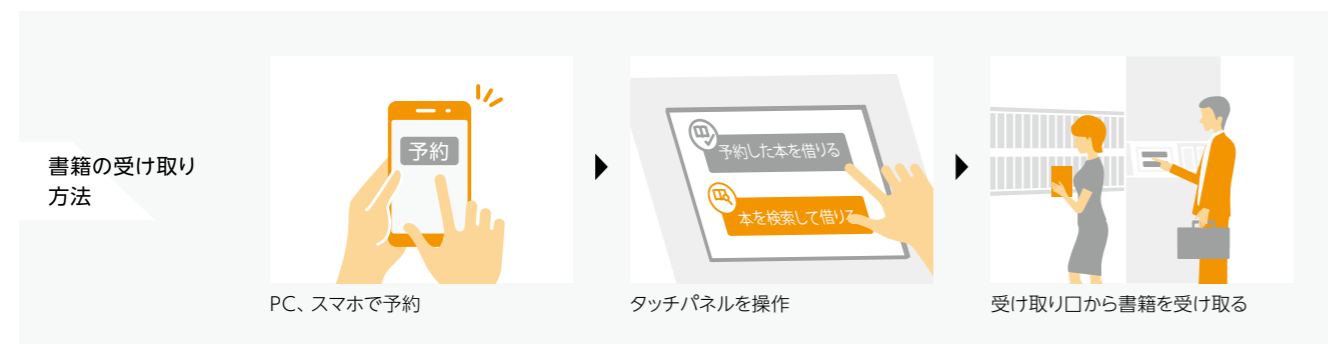 書籍の受け取り
方法
予約
PC、スマホで予約
予約した本を借りる
本を検索して借りる
タッチパネルを操作
受け取り口から書籍を受け取る